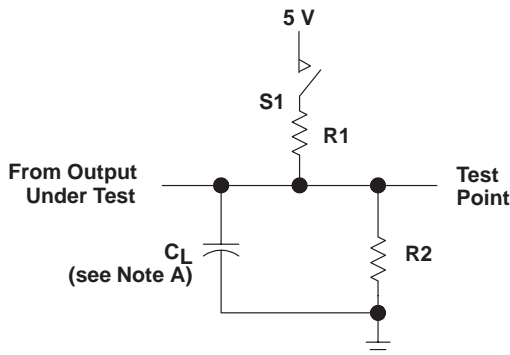 5 V
S1
R1
From Output
Under Test
Test
Point
CL
(see Note A)
R2